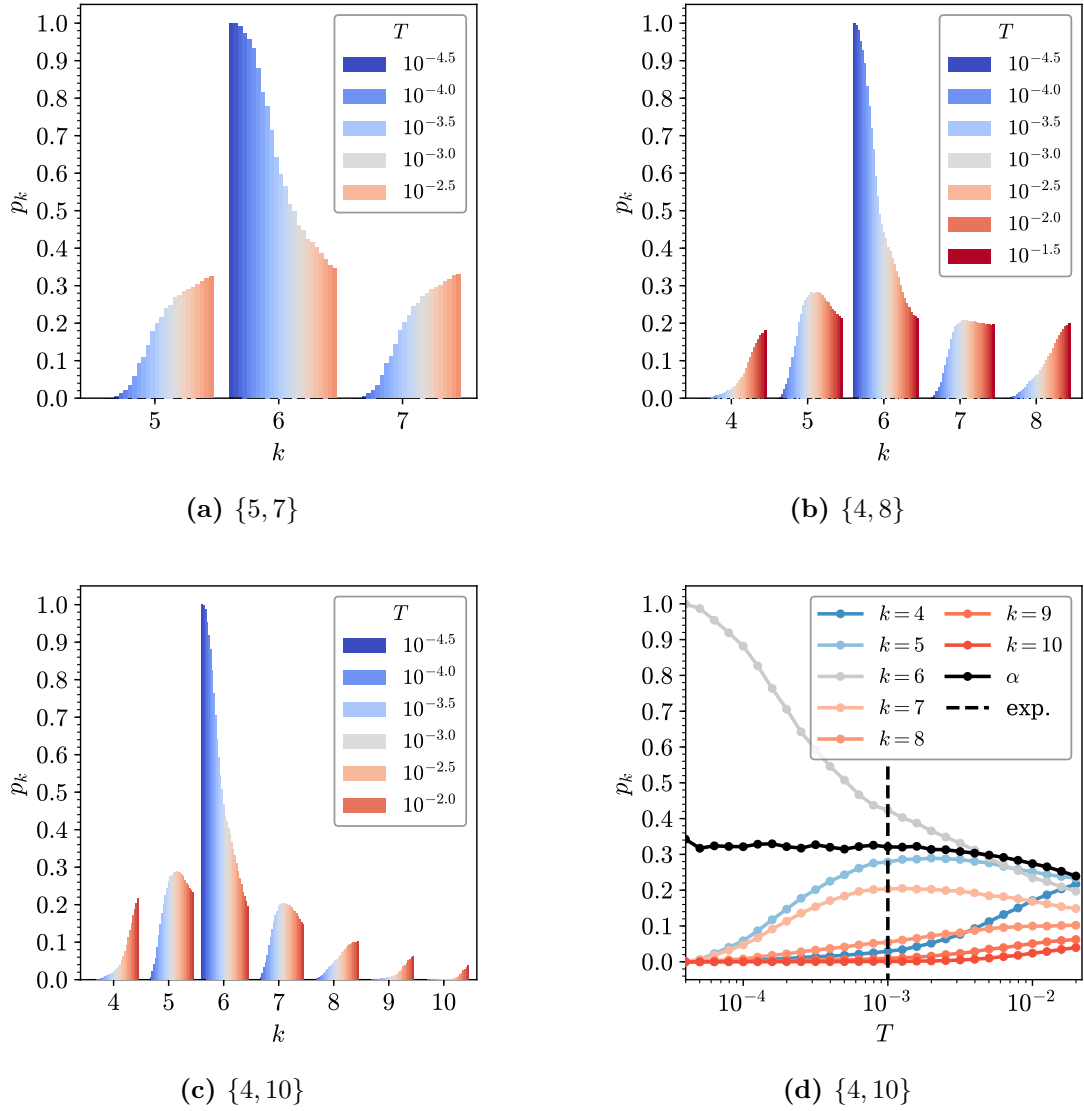 1.0
0.9
0.8
0.7
0.6
0.5
0.4
0.3
0.2
0.1
0.0
p_k
T
10^{-4.5}
10^{-4.0}
10^{-3.5}
10^{-3.0}
10^{-2.5}
5 6 7
k
(a) {5, 7}
1.0
0.9
0.8
0.7
0.6
0.5
0.4
0.3
0.2
0.1
0.0
p_k
T
10^{-4.5}
10^{-4.0}
10^{-3.5}
10^{-3.0}
10^{-2.5}
10^{-2.0}
10^{-1.5}
4 5 6 7 8
k
(b) {4, 8}
1.0
0.9
0.8
0.7
0.6
0.5
0.4
0.3
0.2
0.1
0.0
p_k
T
10^{-4.5}
10^{-4.0}
10^{-3.5}
10^{-3.0}
10^{-2.5}
10^{-2.0}
4 5 6 7 8 9 10
k
(c) {4, 10}
1.0
0.9
0.8
0.7
0.6
0.5
0.4
0.3
0.2
0.1
0.0
p_k
k = 4
k = 5
k = 6
k = 7
k = 8
k = 9
k = 10
α
exp.
10^{-4} 10^{-3} 10^{-2}
T
(d) {4, 10}